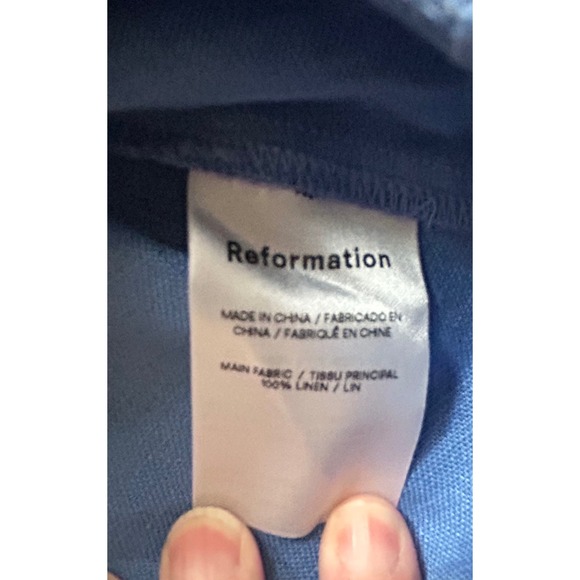 Reformation
MADE IN CHINA / FABRICADO EN
CHINA / FABRIQUÉ EN CHINE
MAIN FABRIC / TISSU PRINCIPAL
100% LINEN / LIN